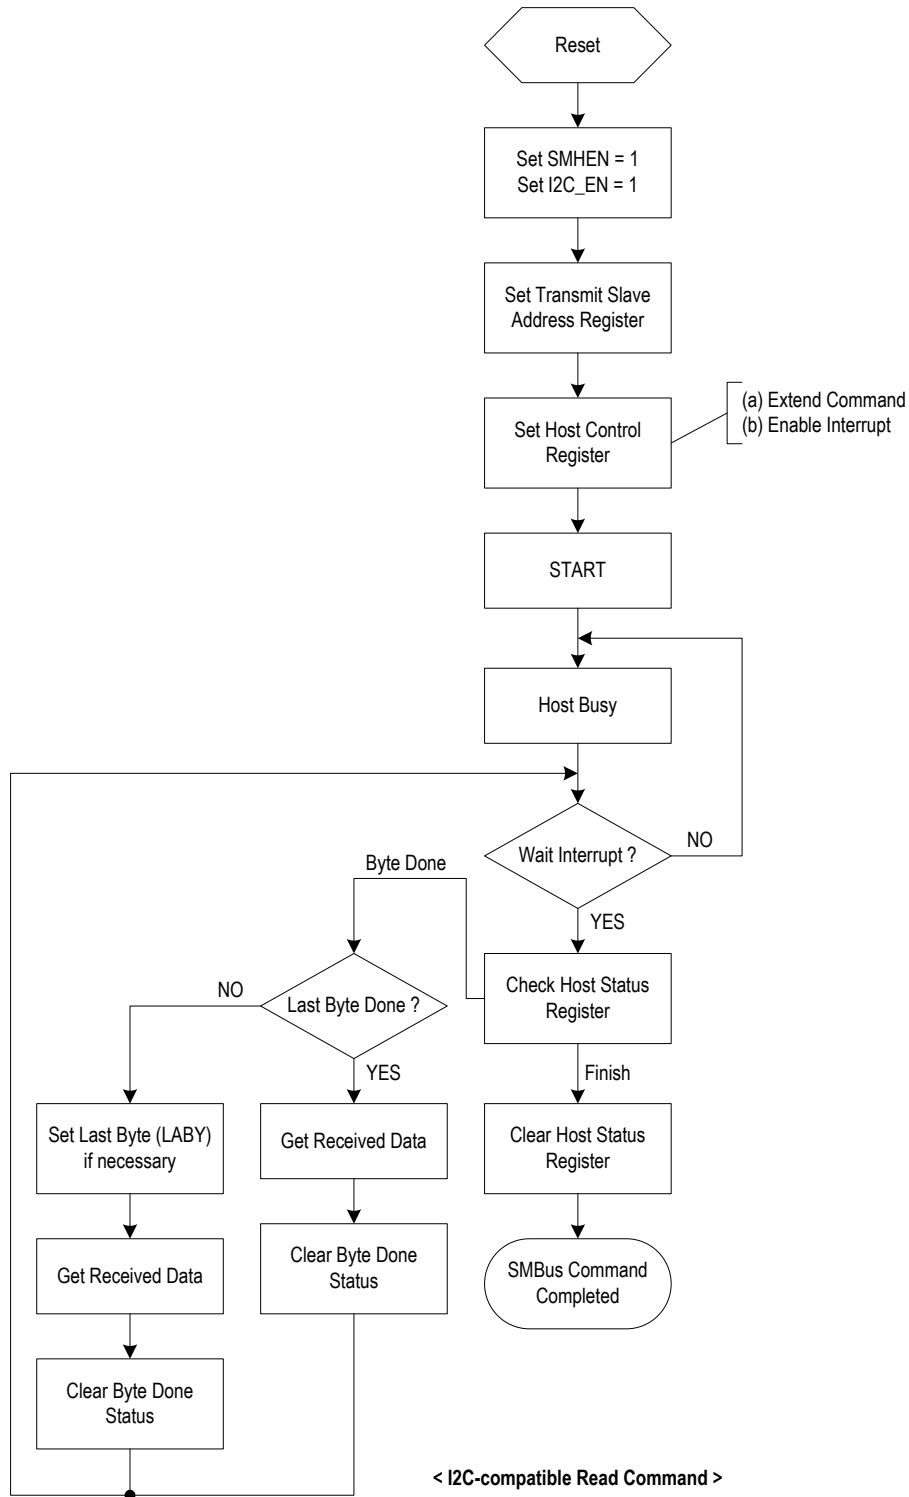 Reset
Set SMHEN = 1
Set I2C_EN = 1
Set Transmit Slave
Address Register
Set Host Control
Register
(a) Extend Command
(b) Enable Interrupt
START
Host Busy
Wait Interrupt ?
NO
YES
Byte Done
Check Host Status
Register
Last Byte Done ?
NO
YES
Finish
Set Last Byte (LABY)
if necessary
Get Received Data
Clear Host Status
Register
Get Received Data
Clear Byte Done
Status
SMBus Command
Completed
Clear Byte Done
Status
< I2C-compatible Read Command >